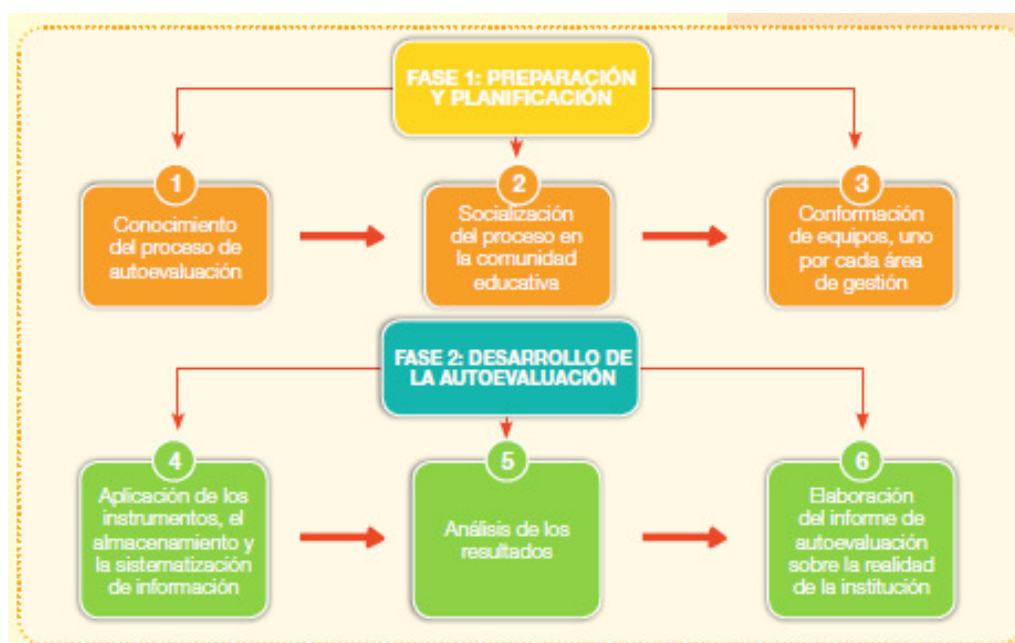 FASE 1: PREPARACIÓN
Y PLANIFICACIÓN
1
Conocimiento
del proceso de
autoevaluación
2
Socialización
del proceso en
la comunidad
educativa
3
Conformación
de equipos, uno
por cada área
de gestión
FASE 2: DESARROLLO DE
LA AUTOEVALUACIÓN
4
Aplicación de los
instrumentos, el
almacenamiento y
la sistematización
de información
5
Análisis de los
resultados
6
Elaboración
del informe de
autoevaluación
sobre la realidad
de la institución